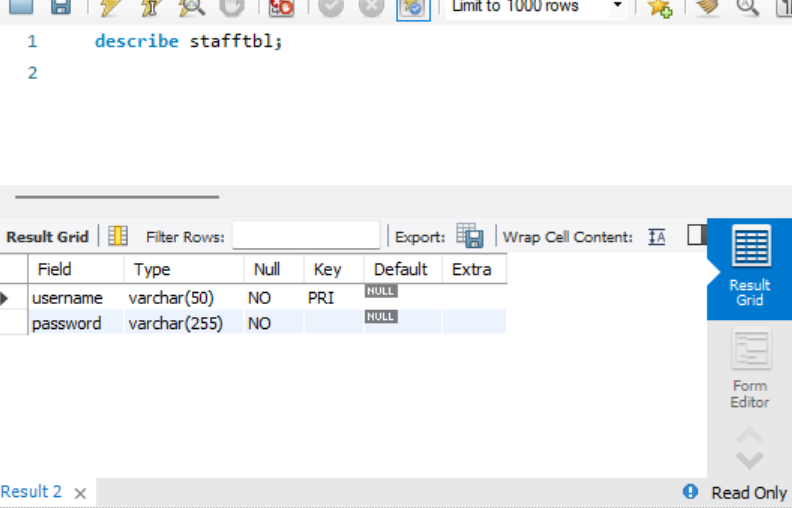 Limit to 1000 rows
1 describe stafftbl;
2
Result Grid Filter Rows: Export: Wrap Cell Content: IA
Field Type Null Key Default Extra
username varchar(50) NO PRI NULL
password varchar(255) NO NULL
Result Grid
Form Editor
Result 2 × Read Only